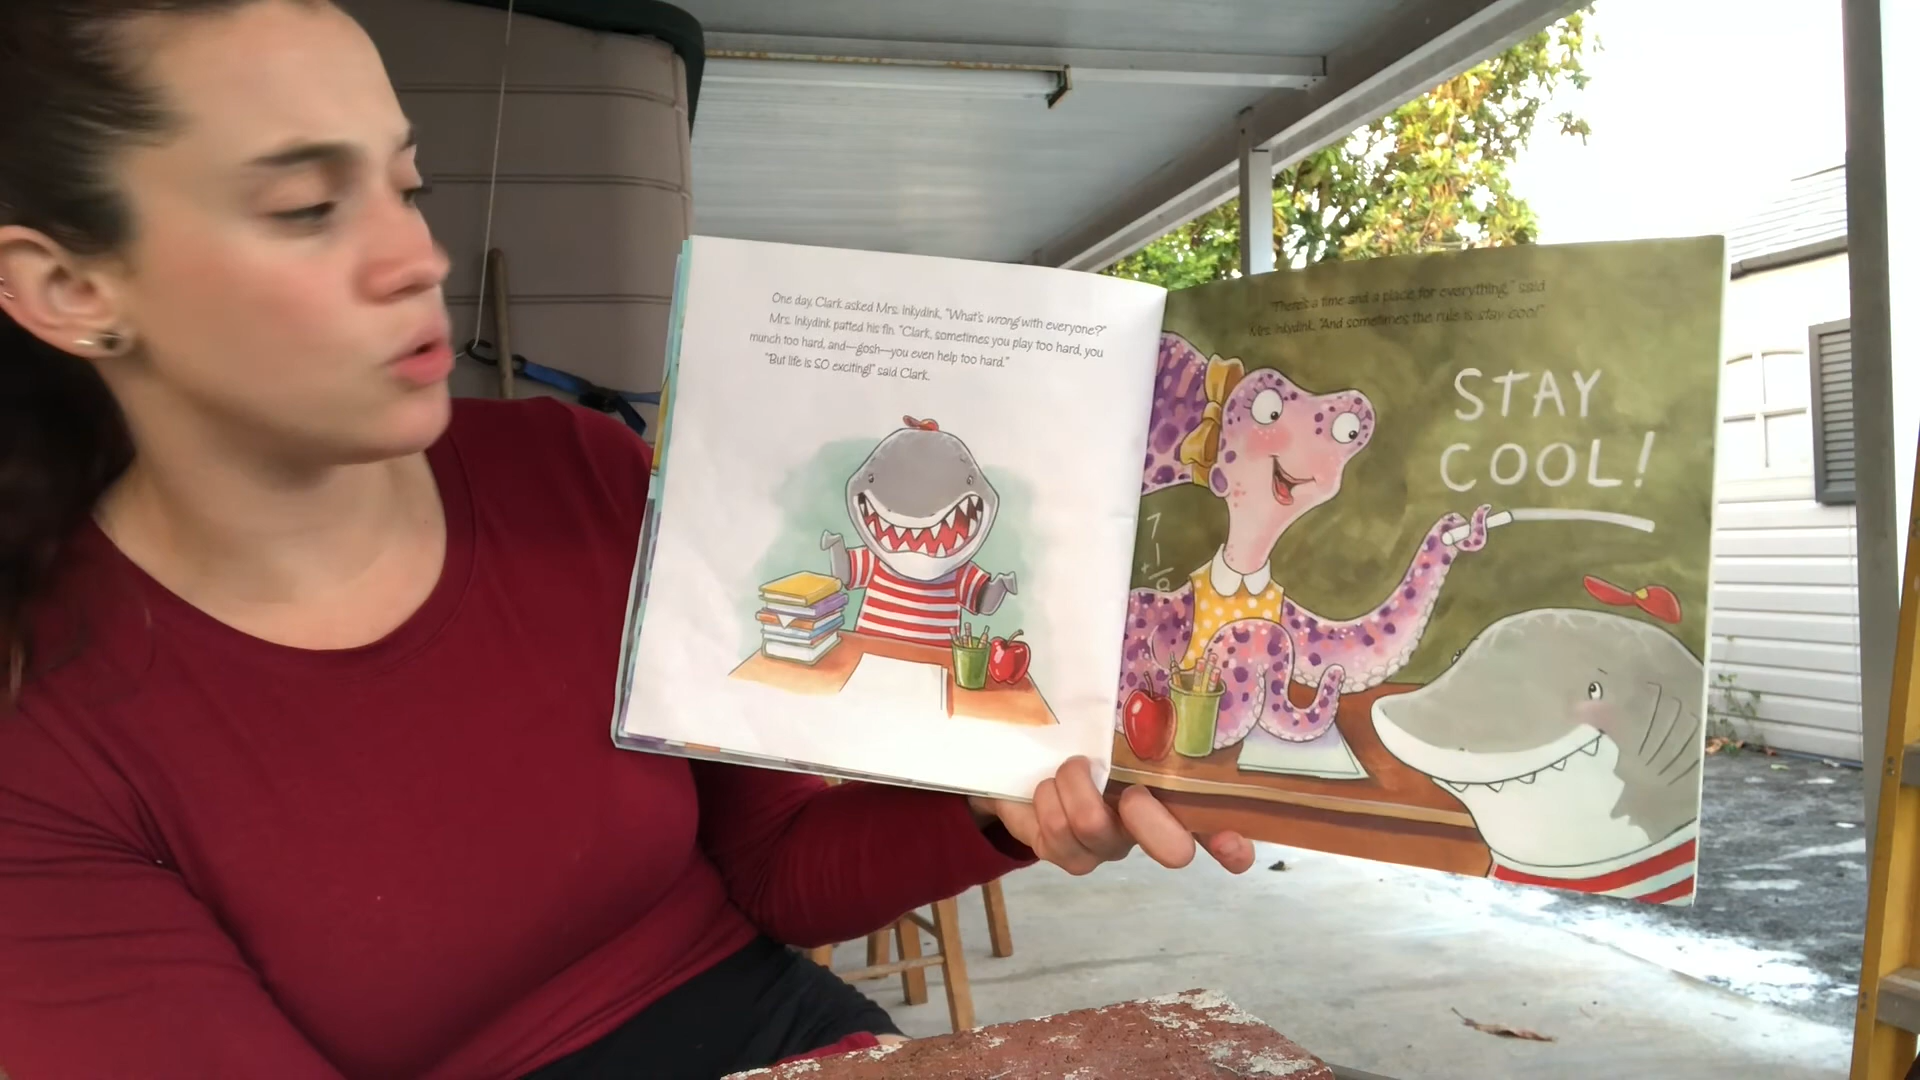 One day, Clark asked Mrs. Inkydink, "What's wrong with everyone?"
Mrs. Inkydink patted his fin. "Clark, sometimes you play too hard, you
munch too hard, and—gosh—you even help too hard."
"But life is SO exciting!" said Clark.
"There's a time and a place for everything," said
Mrs. Inkydink. "And sometimes the rule is stay cool."
STAY
COOL!
7
1
+